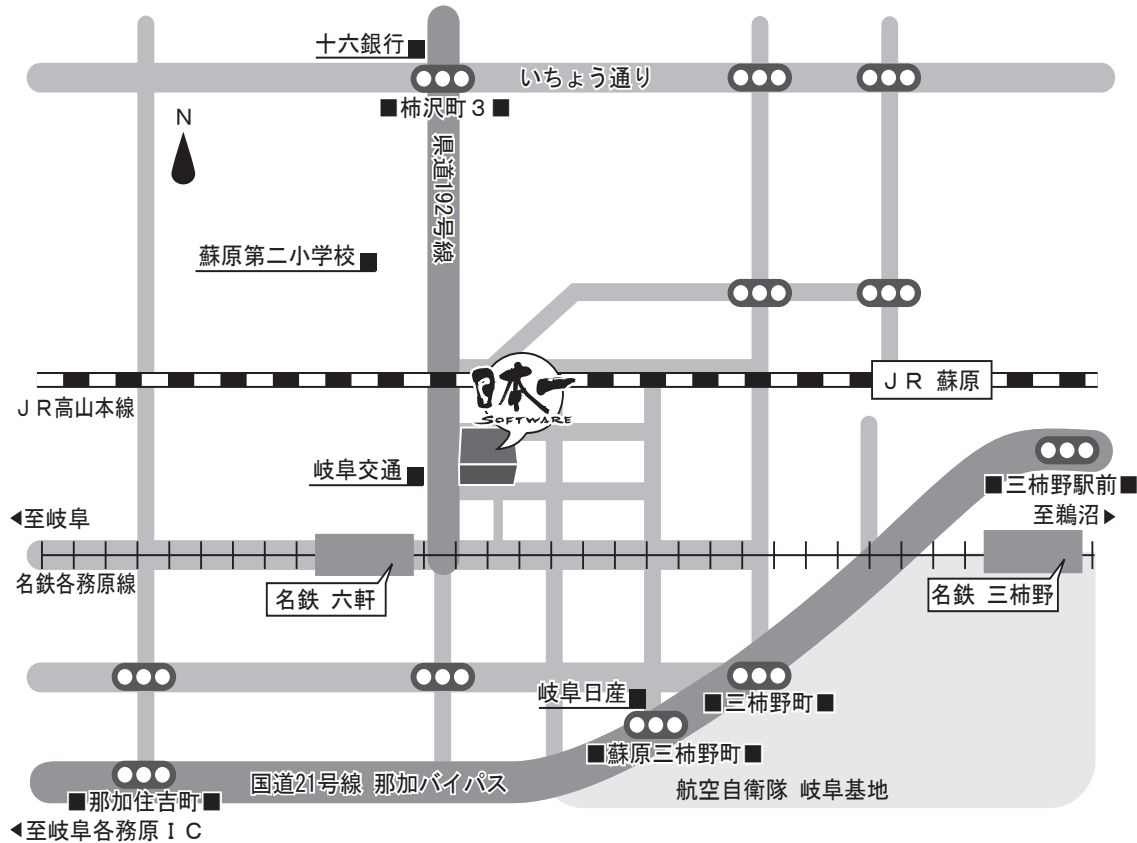 十六銀行
いちょう通り
■柿沢町３■
N
県道192号線
蘇原第二小学校
日本一
SOFTWARE
ＪＲ 蘇原
ＪＲ高山本線
岐阜交通
■三柿野駅前■
至鵜沼▶
◀至岐阜
名鉄各務原線
名鉄 六軒
名鉄 三柿野
岐阜日産
■三柿野町■
■蘇原三柿野町■
国道21号線 那加バイパス
航空自衛隊 岐阜基地
■那加住吉町■
◀至岐阜各務原ＩＣ